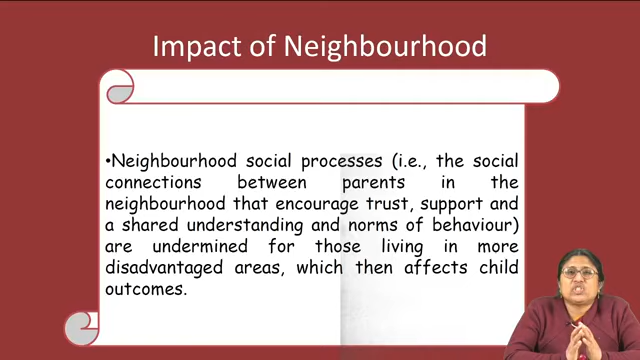 Impact of Neighbourhood
•Neighbourhood social processes (i.e., the social
connections between parents in the
neighbourhood that encourage trust, support and
a shared understanding and norms of behaviour)
are undermined for those living in more
disadvantaged areas, which then affects child
outcomes.